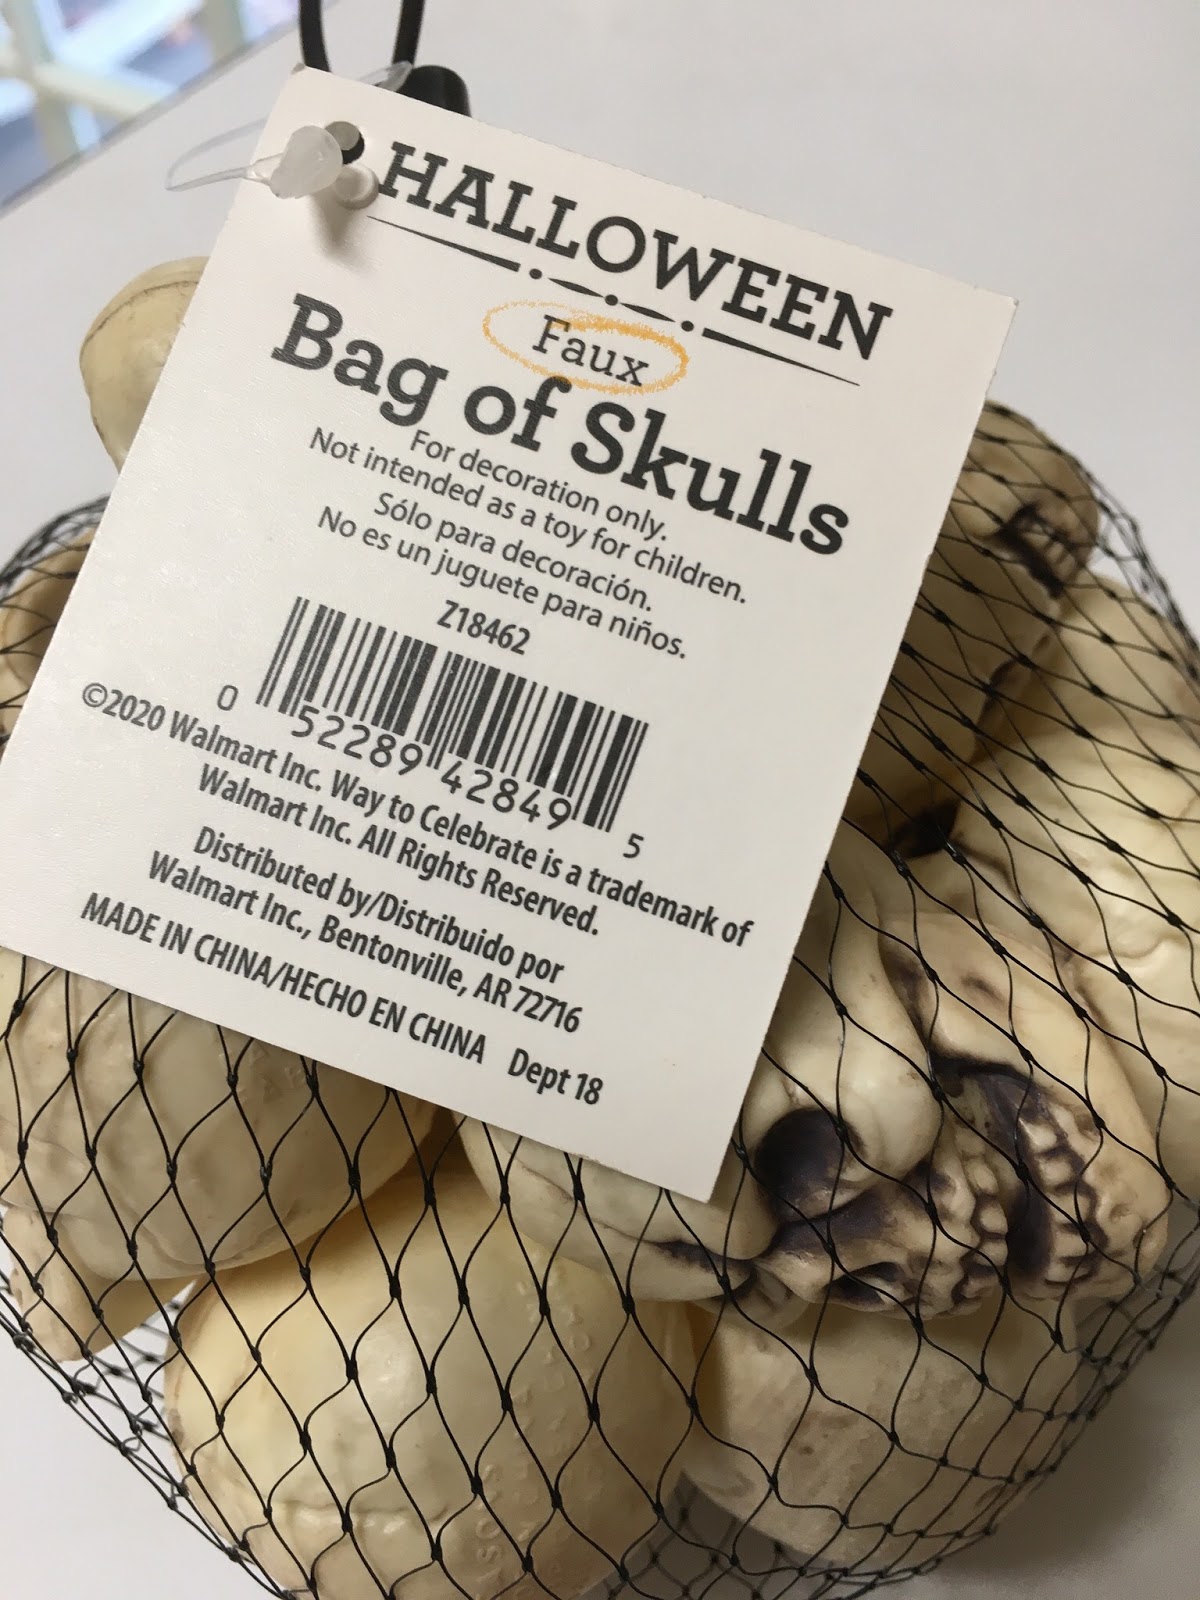 HALLOWEEN
Faux
Bag of Skulls
For decoration only.
Not intended as a toy for children.
Sólo para decoración.
No es un juguete para niños.
Z18462
0 52289 42849 5
©2020 Walmart Inc. Way to Celebrate is a trademark of
Walmart Inc. All Rights Reserved.
Distributed by/Distribuido por
Walmart Inc., Bentonville, AR 72716
MADE IN CHINA/HECHO EN CHINA Dept 18